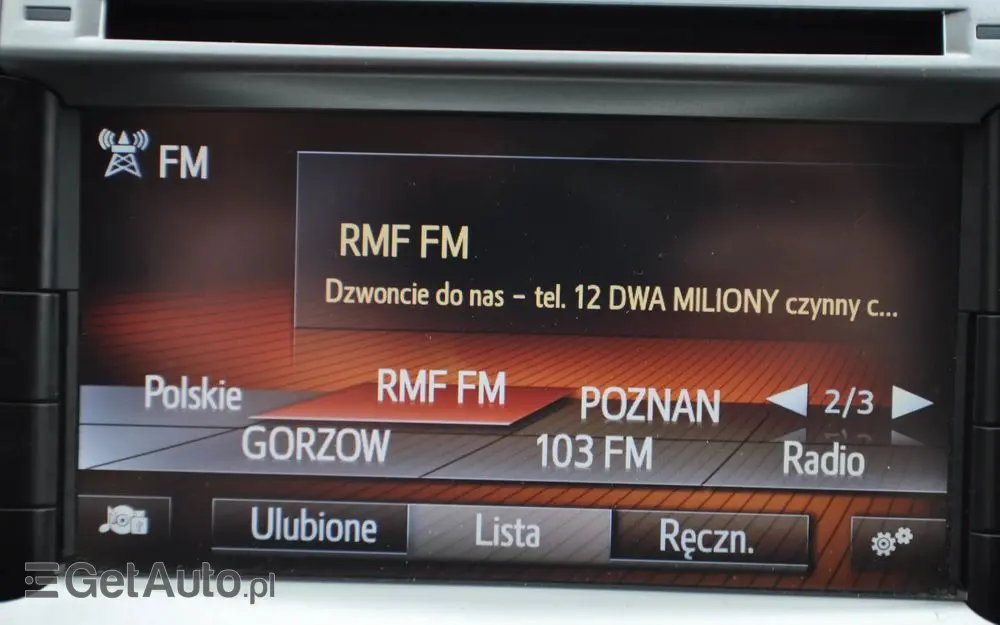 FM
RMF FM
Dzwoncie do nas - tel. 12 DWA MILIONY czynny c...
Polskie RMF FM POZNAN 2/3
GORZOW 103 FM Radio
Ulubione Lista Ręczn.
GetAuto.pl